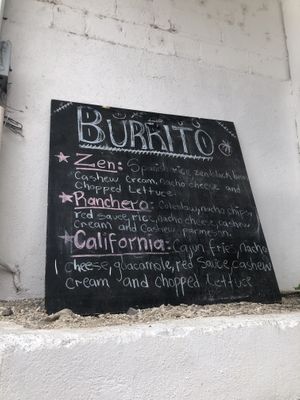 BURRITO
Zen: Spanish rice, zen black bean
Cashew cream, nacho cheese and
chopped lettuce
Ranchero: Coleslaw, nacho chips,
red sauce, rice, nacho cheese, cashew
cream and cashew parmesan
California: Cajun fries, nacho
cheese, guacamole, red sauce, cashew
cream and chopped lettuce